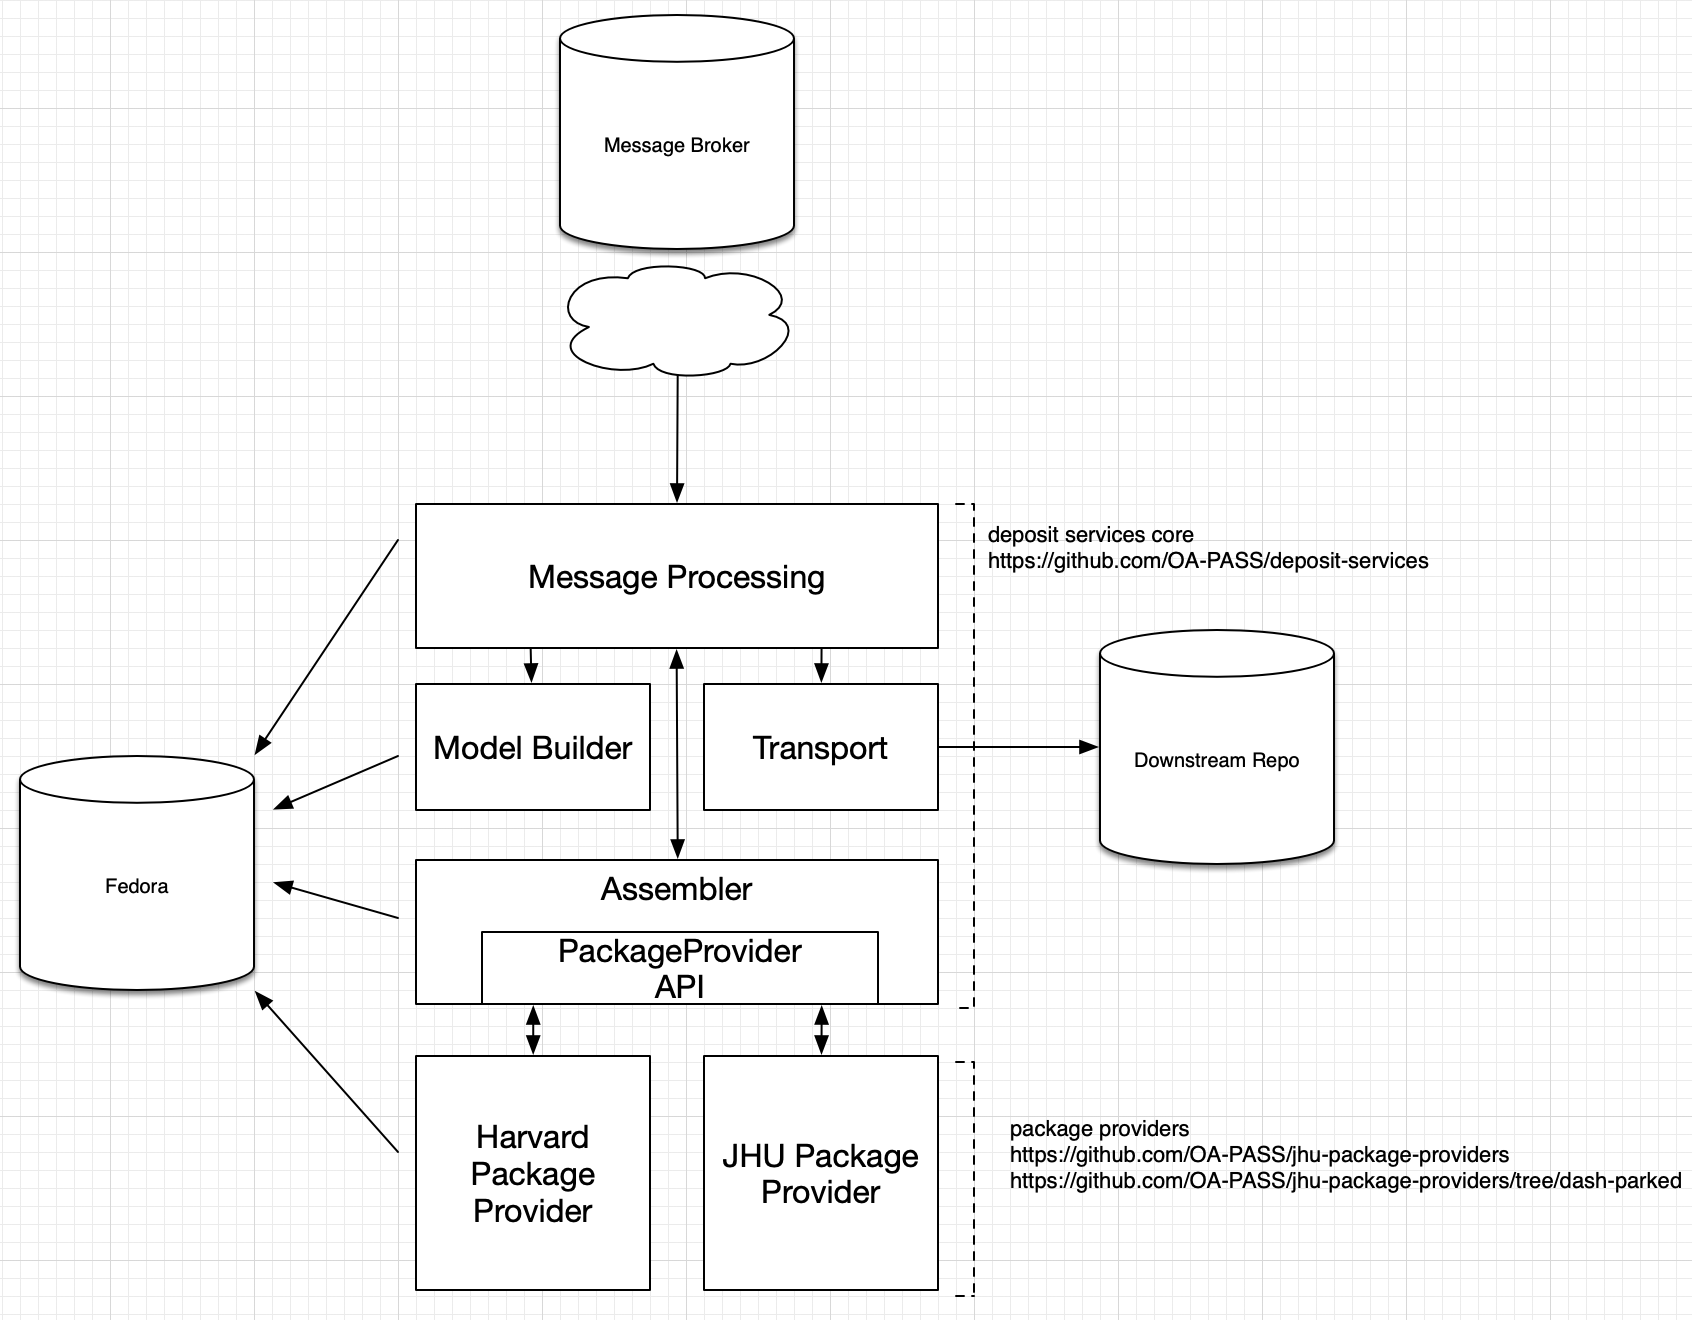 Message Broker
Message Processing
deposit services core
https://github.com/OA-PASS/deposit-services
Model Builder
Transport
Downstream Repo
Fedora
Assembler
PackageProvider
API
Harvard
Package
Provider
JHU Package
Provider
package providers
https://github.com/OA-PASS/jhu-package-providers
https://github.com/OA-PASS/jhu-package-providers/tree/dash-parked